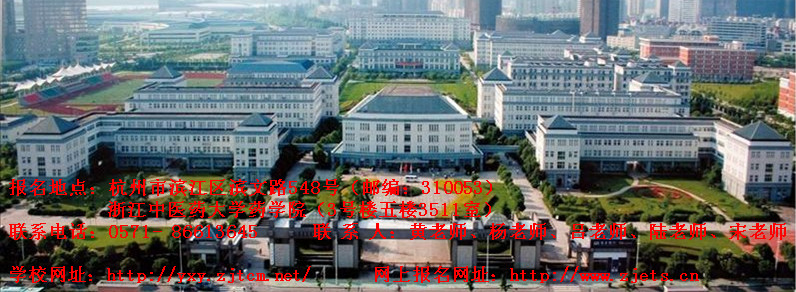 报名地点：杭州市滨江区滨文路548号（邮编：310053）
浙江中医药大学药学院（3号楼五楼3511室）
联系电话：0571-86613645 联 系 人：黄老师、杨老师、白老师、陆老师、宋老师
学校网址：http://yxy.zjtcm.net/ 网上报名网址：http://www.zjets.cn